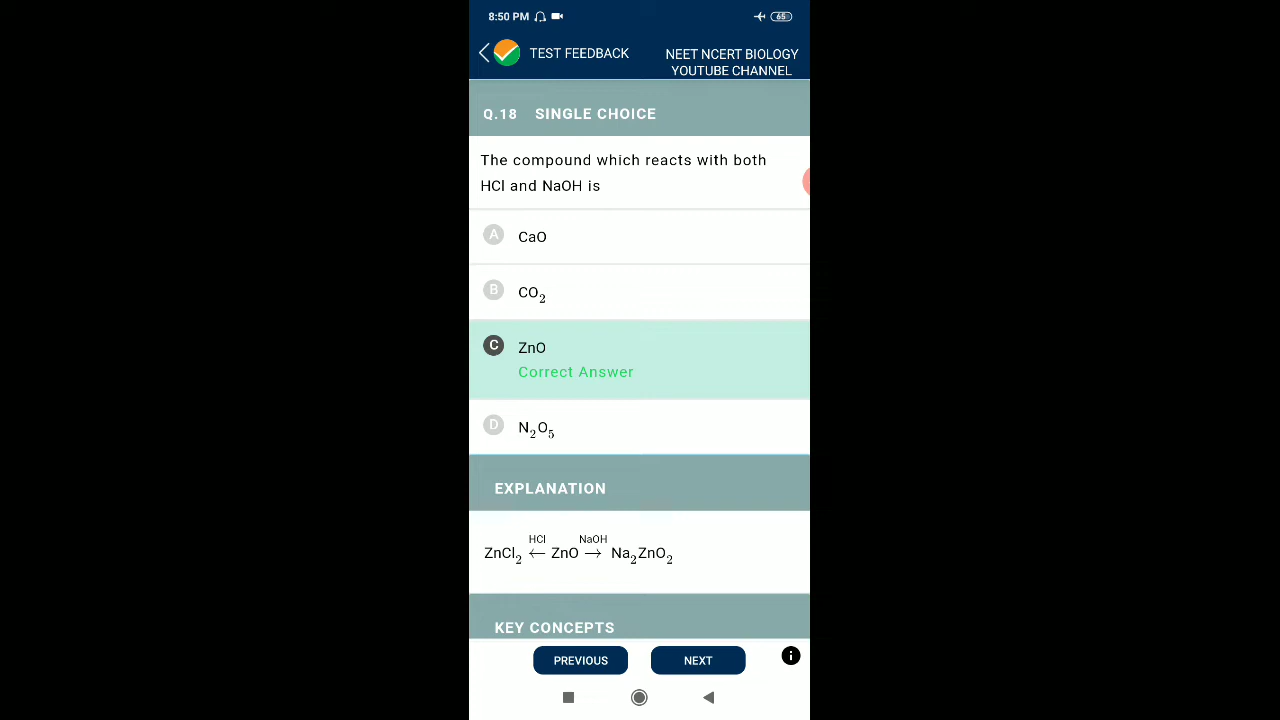 8:50 PM 65
TEST FEEDBACK
NEET NCERT BIOLOGY
YOUTUBE CHANNEL
Q.18 SINGLE CHOICE
The compound which reacts with both
HCl and NaOH is
A CaO
B CO₂
C ZnO
Correct Answer
D N₂O₅
EXPLANATION
HCl NaOH
ZnCl₂ ← ZnO → Na₂ZnO₂
KEY CONCEPTS
PREVIOUS NEXT i